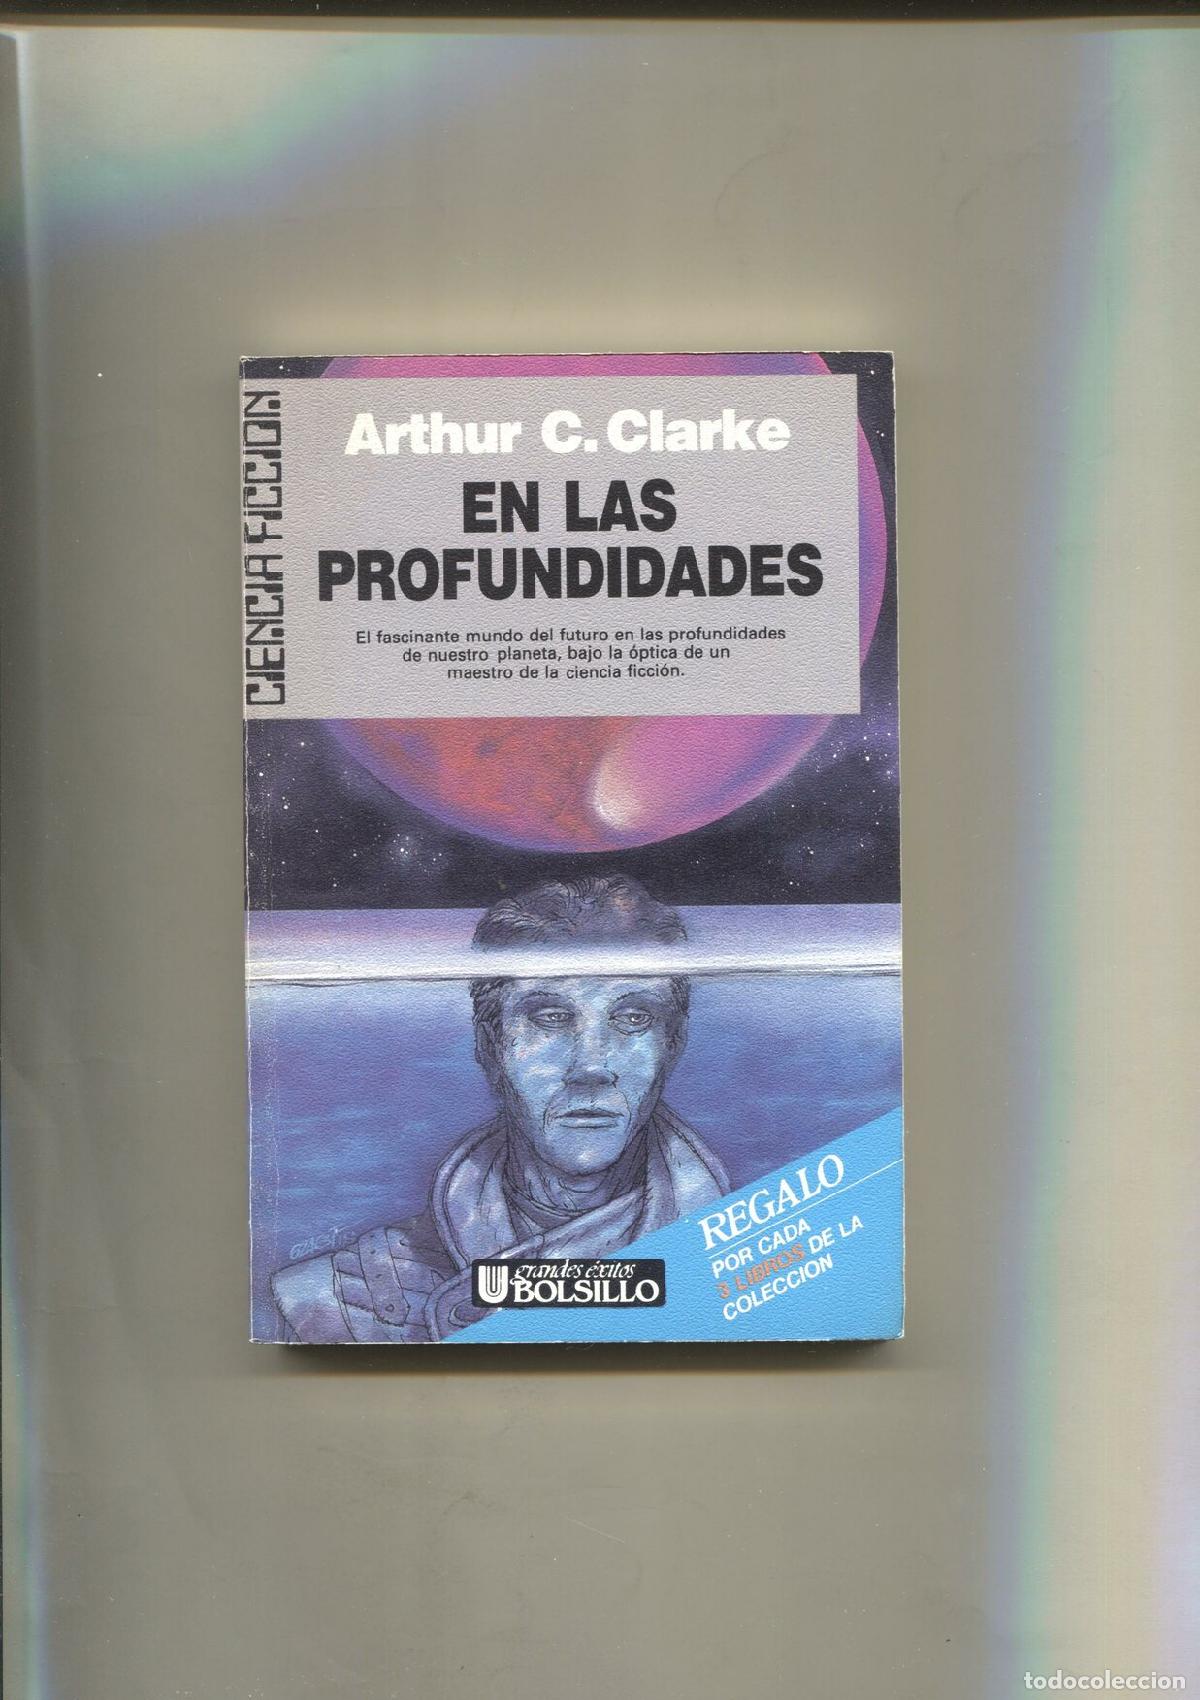 CIENCIA FICCION
Arthur C. Clarke
EN LAS
PROFUNDIDADES
El fascinante mundo del futuro en las profundidades
de nuestro planeta, bajo la óptica de un
maestro de la ciencia ficción.
REGALO
POR CADA
3 LIBROS DE LA
COLECCION
U grandes éxitos
BOLSILLO
todocoleccion